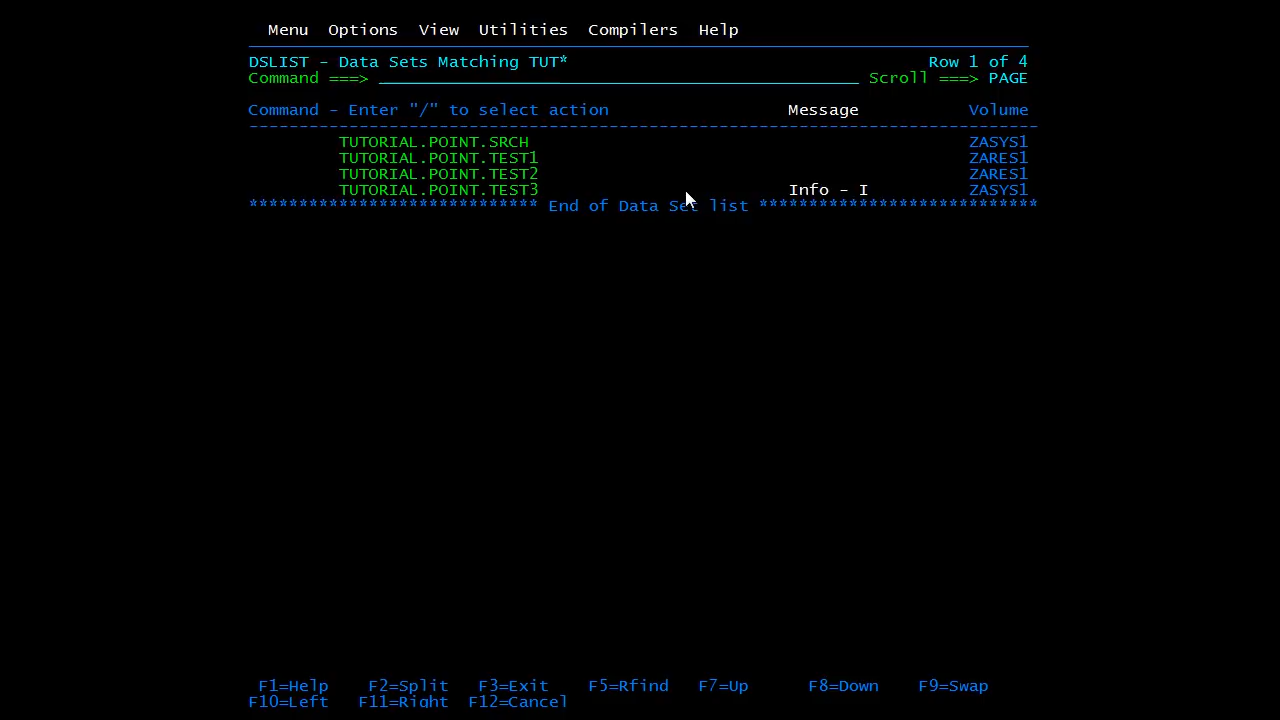 Menu Options View Utilities Compilers Help
DSLIST - Data Sets Matching TUT* Row 1 of 4
Command ===> Scroll ===> PAGE
Command - Enter "/" to select action Message Volume
-------------------------------------------------------------------------------
TUTORIAL.POINT.SRCH ZASYS1
TUTORIAL.POINT.TEST1 ZARES1
TUTORIAL.POINT.TEST2 ZARES1
TUTORIAL.POINT.TEST3 Info - I ZASYS1
***************************** End of Data Set list ****************************
F1=Help F2=Split F3=Exit F5=Rfind F7=Up F8=Down F9=Swap
F10=Left F11=Right F12=Cancel